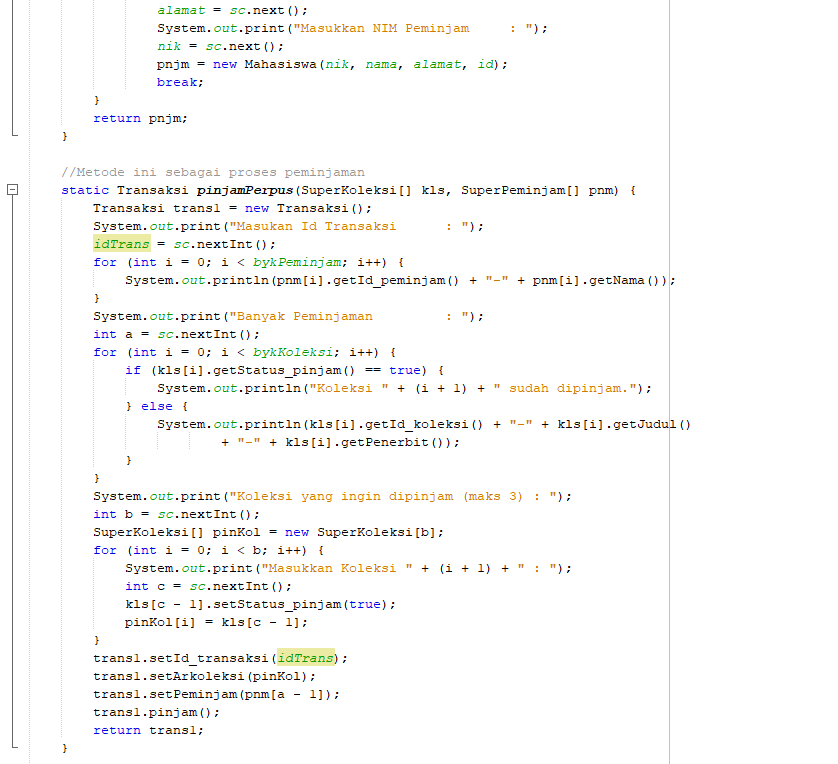 alamat = sc.next();
System.out.print("Masukkan NIM Peminjam     : ");
nik = sc.next();
pnjm = new Mahasiswa(nik, nama, alamat, id);
break;
}
return pnjm;
}
//Metode ini sebagai proses peminjaman
static Transaksi pinjamPerpus(SuperKoleksi[] kls, SuperPeminjam[] pnm) {
Transaksi trans1 = new Transaksi();
System.out.print("Masukan Id Transaksi      : ");
idTrans = sc.nextInt();
for (int i = 0; i < bykPeminjam; i++) {
System.out.println(pnm[i].getId_peminjam() + "-" + pnm[i].getNama());
}
System.out.print("Banyak Peminjaman         : ");
int a = sc.nextInt();
for (int i = 0; i < bykKoleksi; i++) {
if (kls[i].getStatus_pinjam() == true) {
System.out.println("Koleksi " + (i + 1) + " sudah dipinjam.");
} else {
System.out.println(kls[i].getId_koleksi() + "-" + kls[i].getJudul()
+ "-" + kls[i].getPenerbit());
}
}
System.out.print("Koleksi yang ingin dipinjam (maks 3) : ");
int b = sc.nextInt();
SuperKoleksi[] pinKol = new SuperKoleksi[b];
for (int i = 0; i < b; i++) {
System.out.print("Masukkan Koleksi " + (i + 1) + " : ");
int c = sc.nextInt();
kls[c - 1].setStatus_pinjam(true);
pinKol[i] = kls[c - 1];
}
trans1.setId_transaksi(idTrans);
trans1.setArkoleksi(pinKol);
trans1.setPeminjam(pnm[a - 1]);
trans1.pinjam();
return trans1;
}